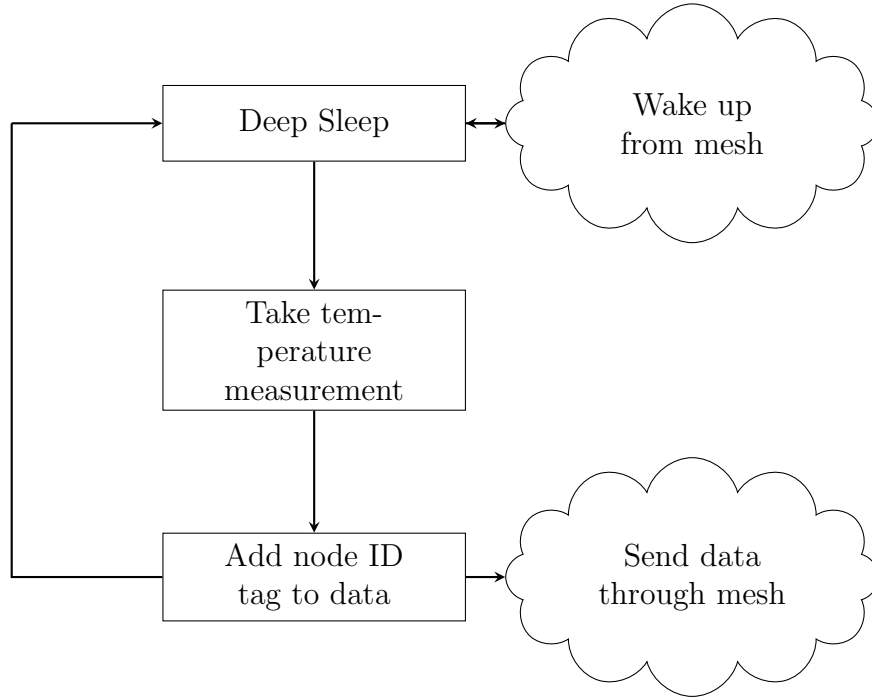 Deep Sleep
Wake up
from mesh
Take tem-
perature
measurement
Add node ID
tag to data
Send data
through mesh